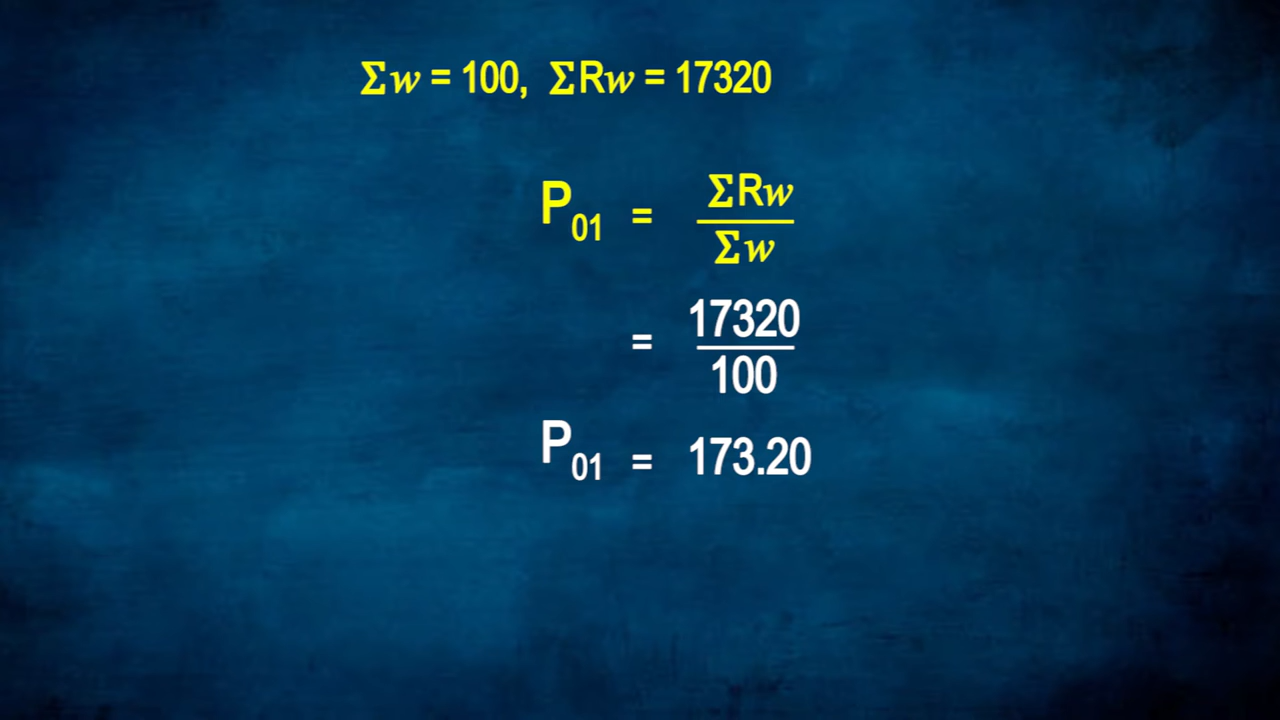 Σw = 100, ΣRw = 17320
P₀₁ = ΣRw / Σw
= 17320 / 100
P₀₁ = 173.20